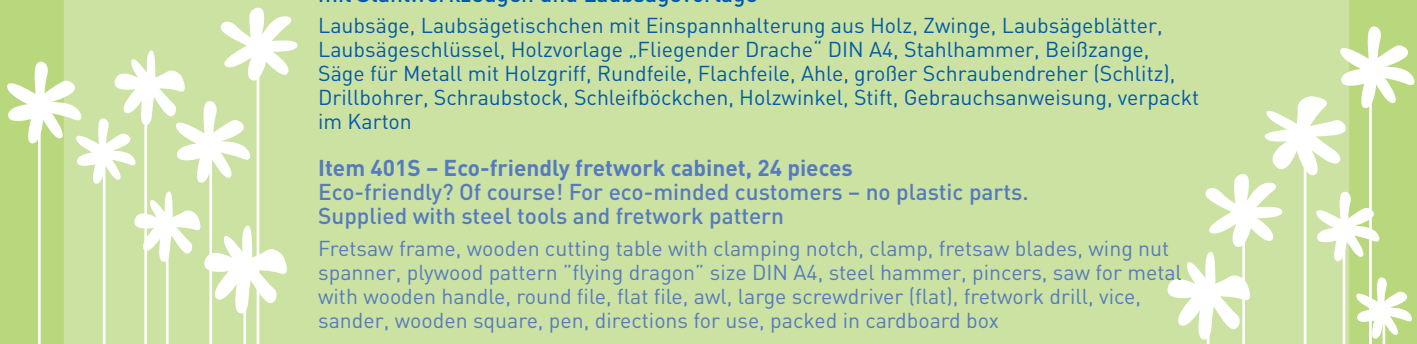 mit Stahlwerkzeugen und Laubsägevorlage
Laubsäge, Laubsägetischchen mit Einspannhalterung aus Holz, Zwinge, Laubsägeblätter,
Laubsägeschlüssel, Holzvorlage „Fliegender Drache“ DIN A4, Stahlhammer, Beißzange,
Säge für Metall mit Holzgriff, Rundfeile, Flachfeile, Ahle, großer Schraubendreher (Schlitz),
Drillbohrer, Schraubstock, Schleifböckchen, Holzwinkel, Stift, Gebrauchsanweisung, verpackt
im Karton
Item 401S – Eco-friendly fretwork cabinet, 24 pieces
Eco-friendly? Of course! For eco-minded customers – no plastic parts.
Supplied with steel tools and fretwork pattern
Fretsaw frame, wooden cutting table with clamping notch, clamp, fretsaw blades, wing nut
spanner, plywood pattern ”flying dragon” size DIN A4, steel hammer, pincers, saw for metal
with wooden handle, round file, flat file, awl, large screwdriver (flat), fretwork drill, vice,
sander, wooden square, pen, directions for use, packed in cardboard box